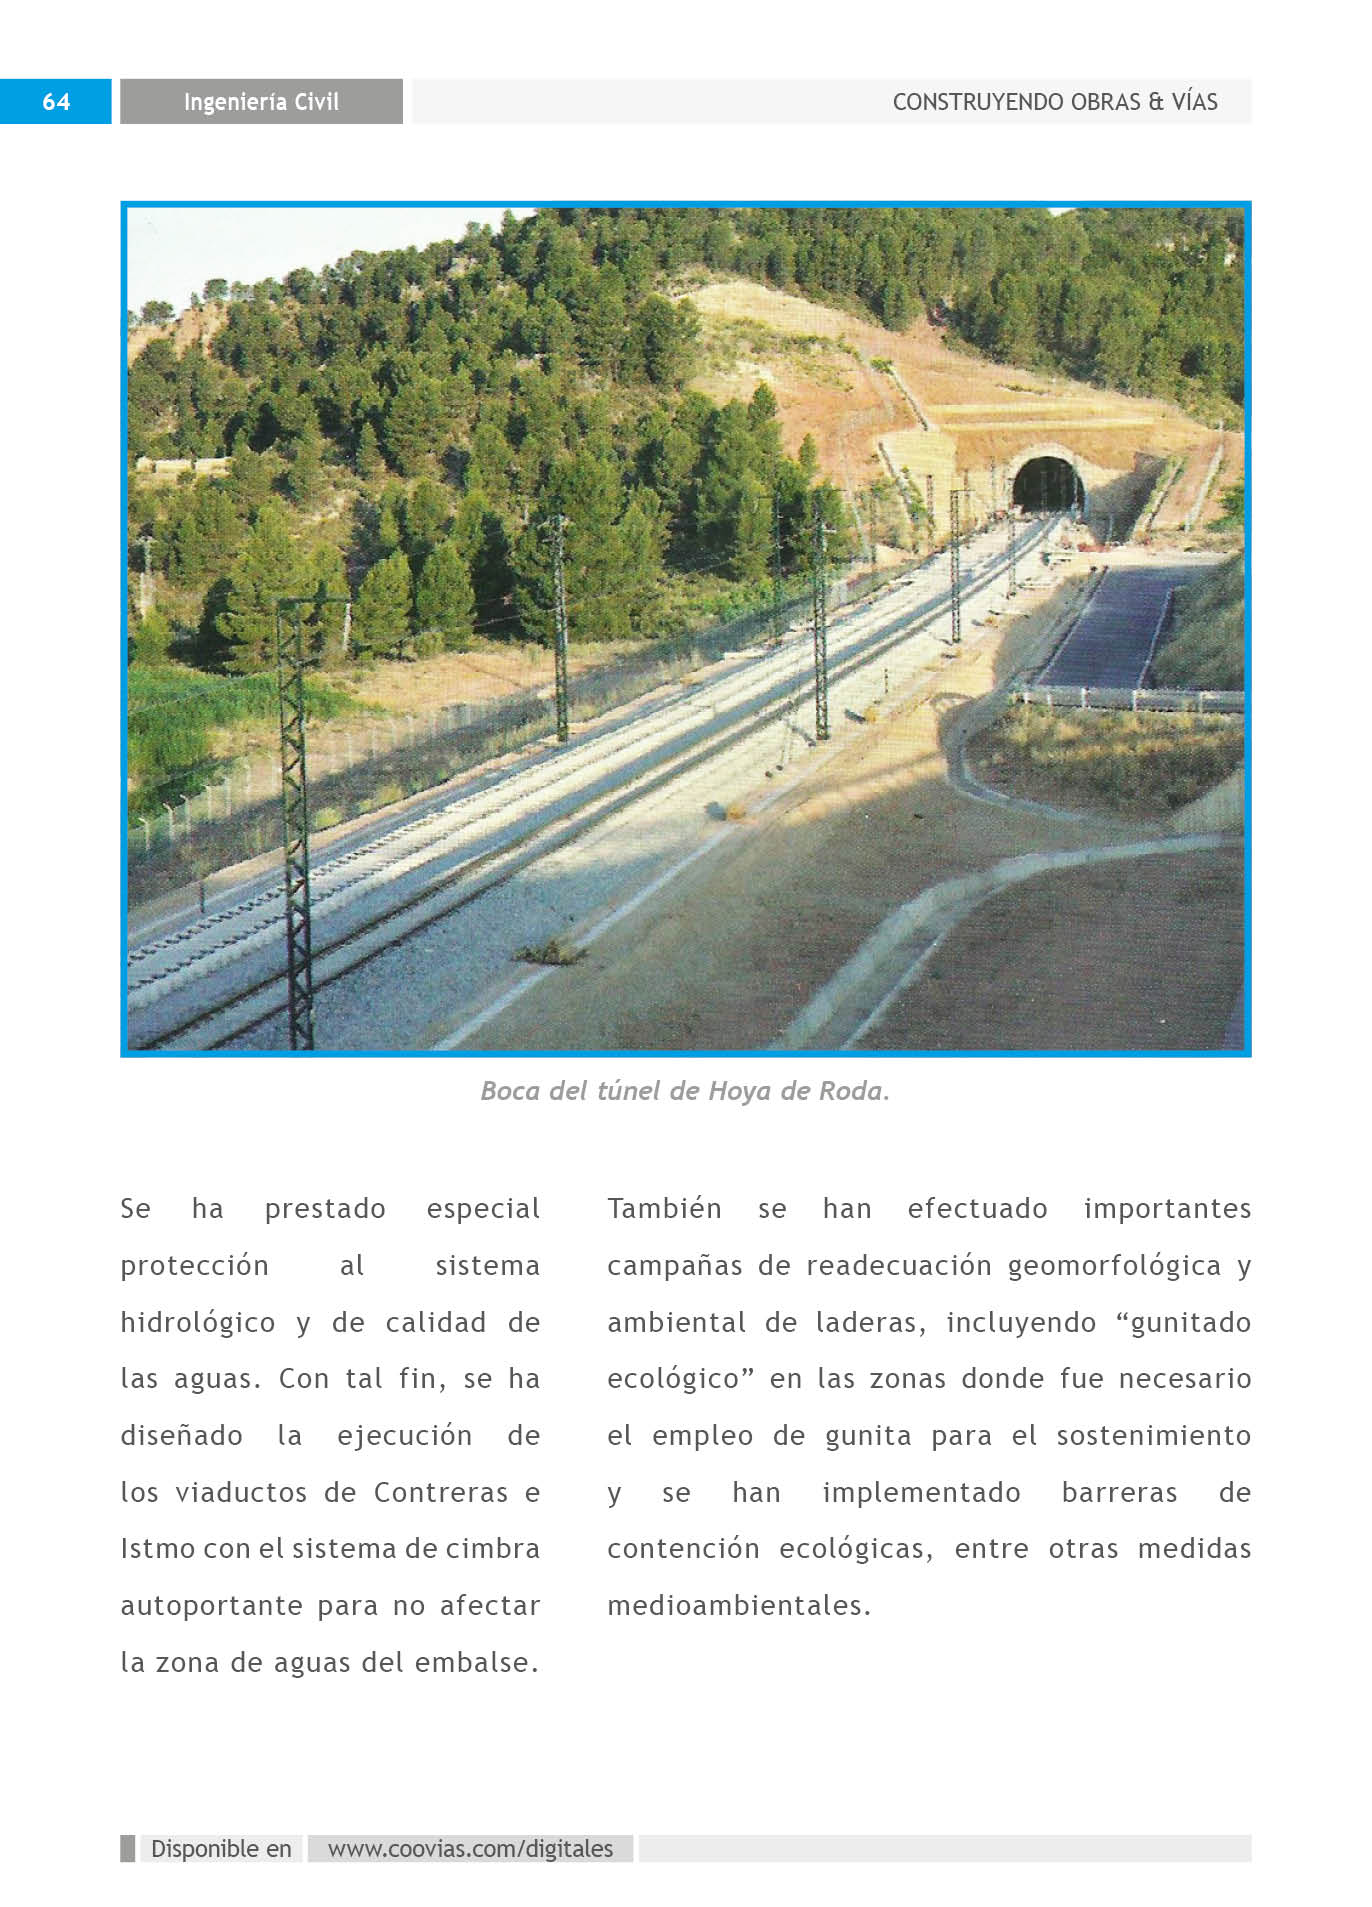 64
Ingeniería Civil
CONSTRUYENDO OBRAS & VÍAS
Boca del túnel de Hoya de Roda.
Se ha prestado especial
protección al sistema
hidrológico y de calidad de
las aguas. Con tal fin, se ha
diseñado la ejecución de
los viaductos de Contreras e
Istmo con el sistema de cimbra
autoportante para no afectar
la zona de aguas del embalse.
También se han efectuado importantes
campañas de readecuación geomorfológica y
ambiental de laderas, incluyendo “gunitado
ecológico” en las zonas donde fue necesario
el empleo de gunita para el sostenimiento
y se han implementado barreras de
contención ecológicas, entre otras medidas
medioambientales.
Disponible en
www.coovias.com/digitales